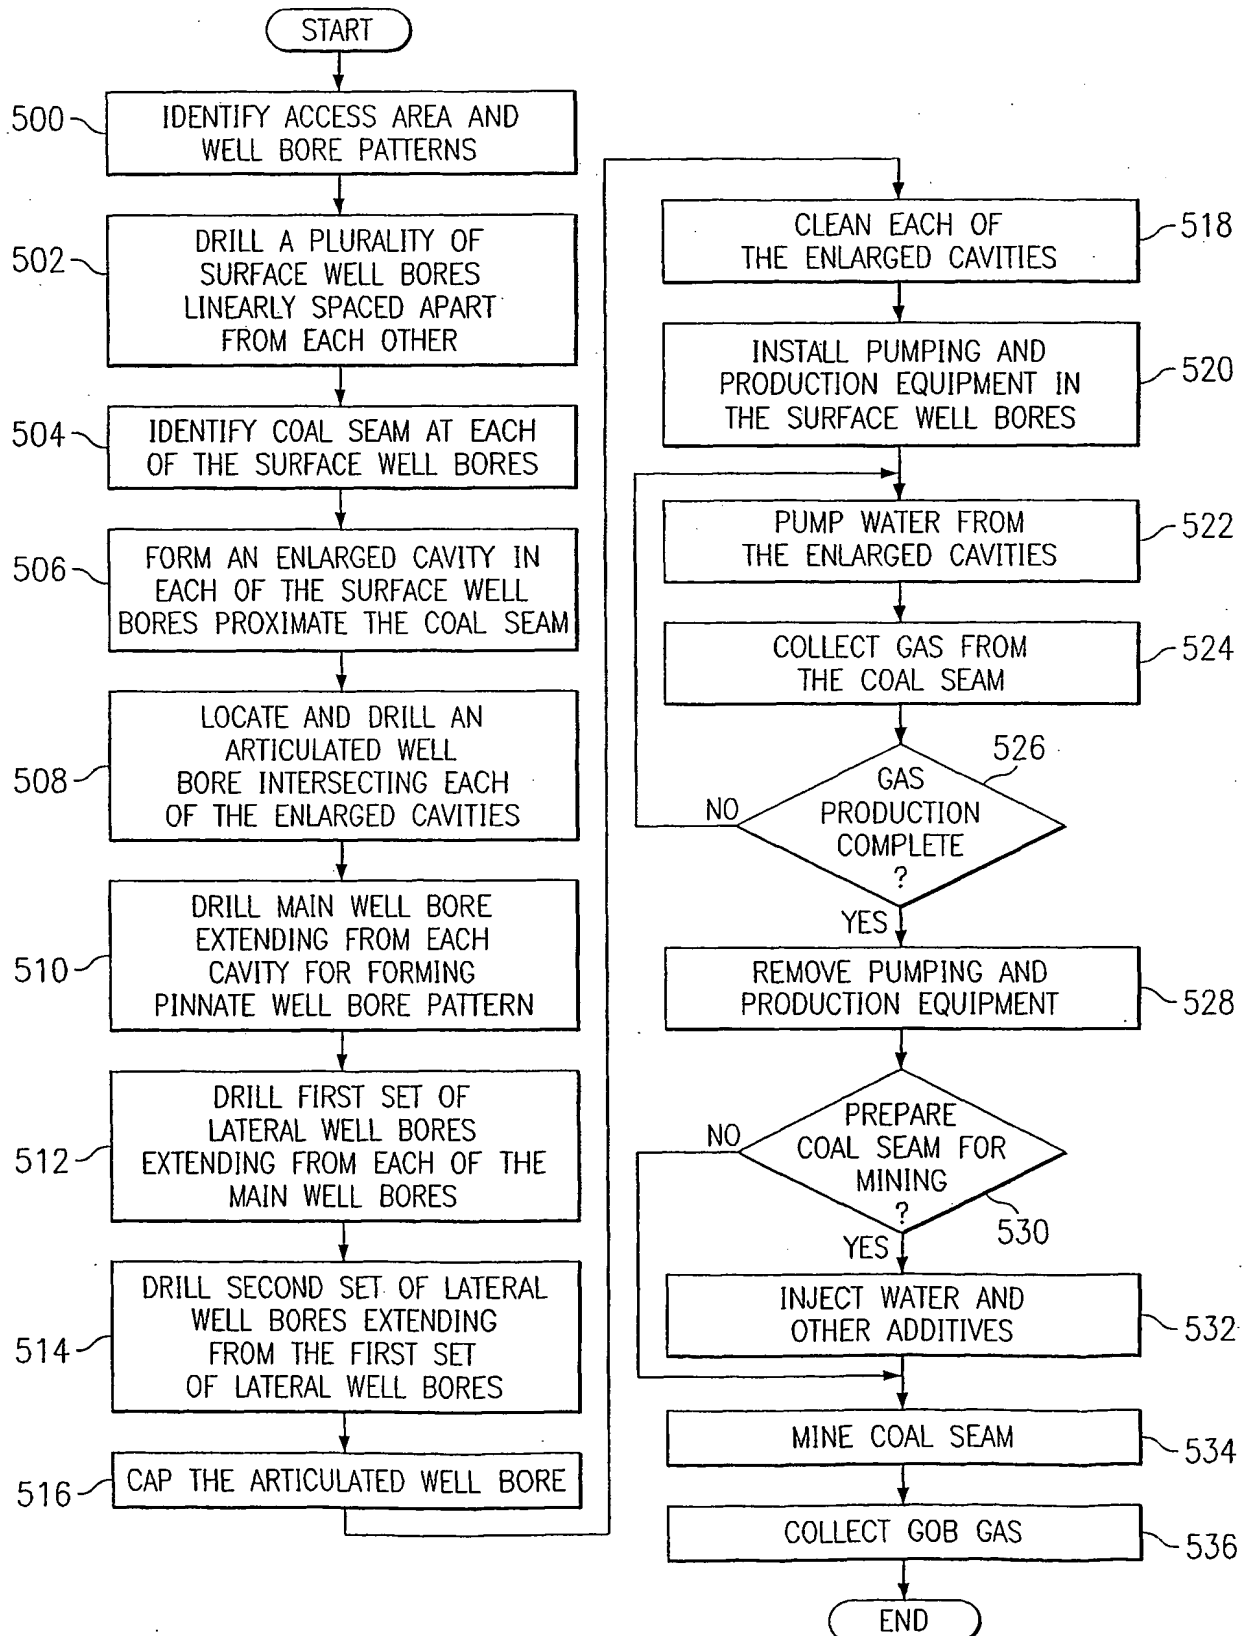 START
500
IDENTIFY ACCESS AREA AND
WELL BORE PATTERNS
502
DRILL A PLURALITY OF
SURFACE WELL BORES
LINEARLY SPACED APART
FROM EACH OTHER
504
IDENTIFY COAL SEAM AT EACH
OF THE SURFACE WELL BORES
506
FORM AN ENLARGED CAVITY IN
EACH OF THE SURFACE WELL
BORES PROXIMATE THE COAL SEAM
508
LOCATE AND DRILL AN
ARTICULATED WELL
BORE INTERSECTING EACH
OF THE ENLARGED CAVITIES
510
DRILL MAIN WELL BORE
EXTENDING FROM EACH
CAVITY FOR FORMING
PINNATE WELL BORE PATTERN
512
DRILL FIRST SET OF
LATERAL WELL BORES
EXTENDING FROM EACH OF THE
MAIN WELL BORES
514
DRILL SECOND SET OF LATERAL
WELL BORES EXTENDING
FROM THE FIRST SET
OF LATERAL WELL BORES
516
CAP THE ARTICULATED WELL BORE
CLEAN EACH OF
THE ENLARGED CAVITIES
518
INSTALL PUMPING AND
PRODUCTION EQUIPMENT IN
THE SURFACE WELL BORES
520
PUMP WATER FROM
THE ENLARGED CAVITIES
522
COLLECT GAS FROM
THE COAL SEAM
524
526
GAS
PRODUCTION
COMPLETE
?
NO
YES
REMOVE PUMPING AND
PRODUCTION EQUIPMENT
528
PREPARE
COAL SEAM FOR
MINING
?
NO
530
YES
INJECT WATER AND
OTHER ADDITIVES
532
MINE COAL SEAM
534
COLLECT GOB GAS
536
END